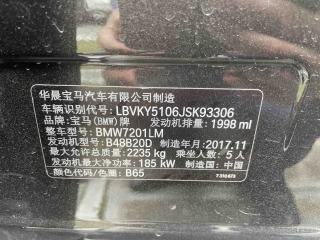 华晨宝马汽车有限公司制造
车辆识别代号: LBVKY5106JSK93306
品牌: 宝马(BMW)牌 发动机排量: 1998 ml
整车型号: BMW7201LM
发动机型号: B48B20D 制造年月: 2017.11
最大允许总质量: 2235 kg 乘坐人数: 5 人
发动机最大净功率: 185 kw 制造国: 中国
颜色代码/色圈: B65